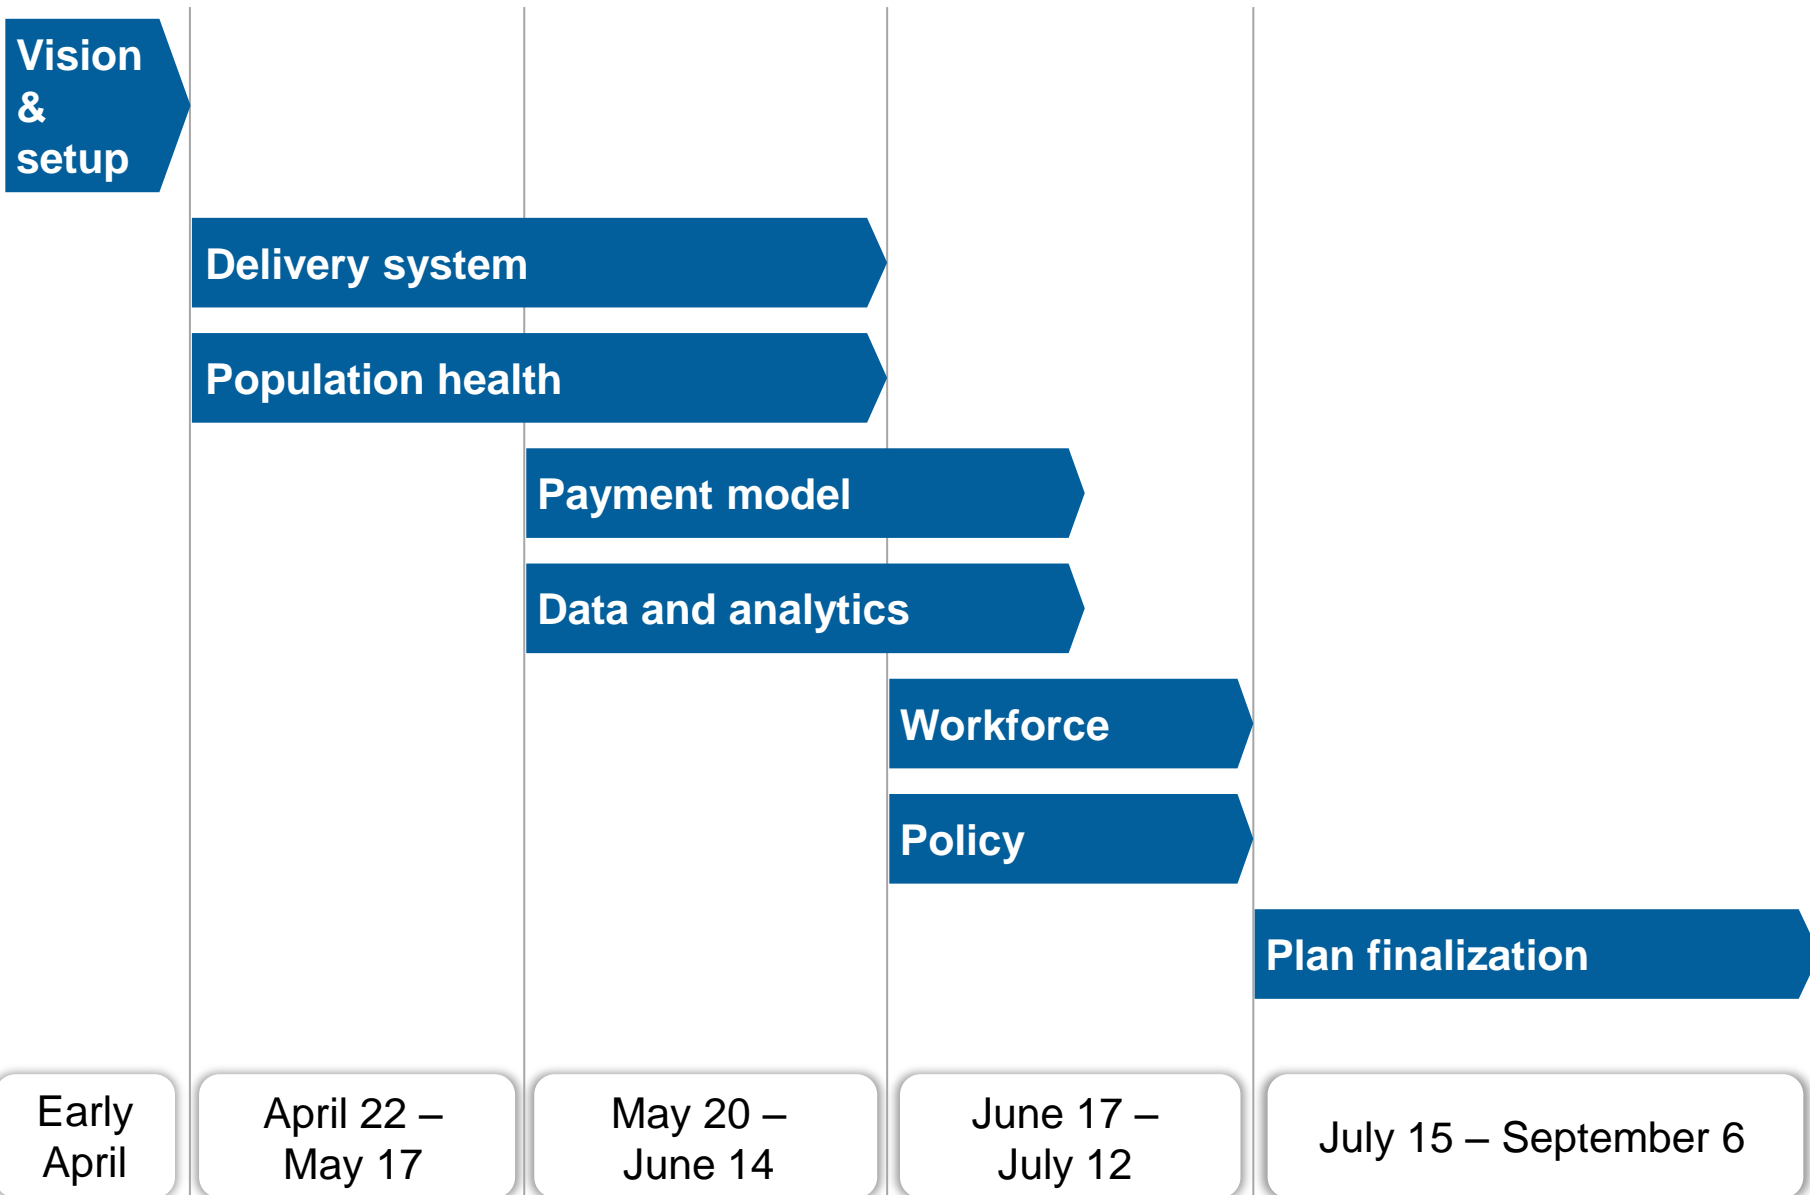 Vision
&
setup
Delivery system
Population health
Payment model
Data and analytics
Workforce
Policy
Plan finalization
Early
April
April 22 –
May 17
May 20 –
June 14
June 17 –
July 12
July 15 – September 6